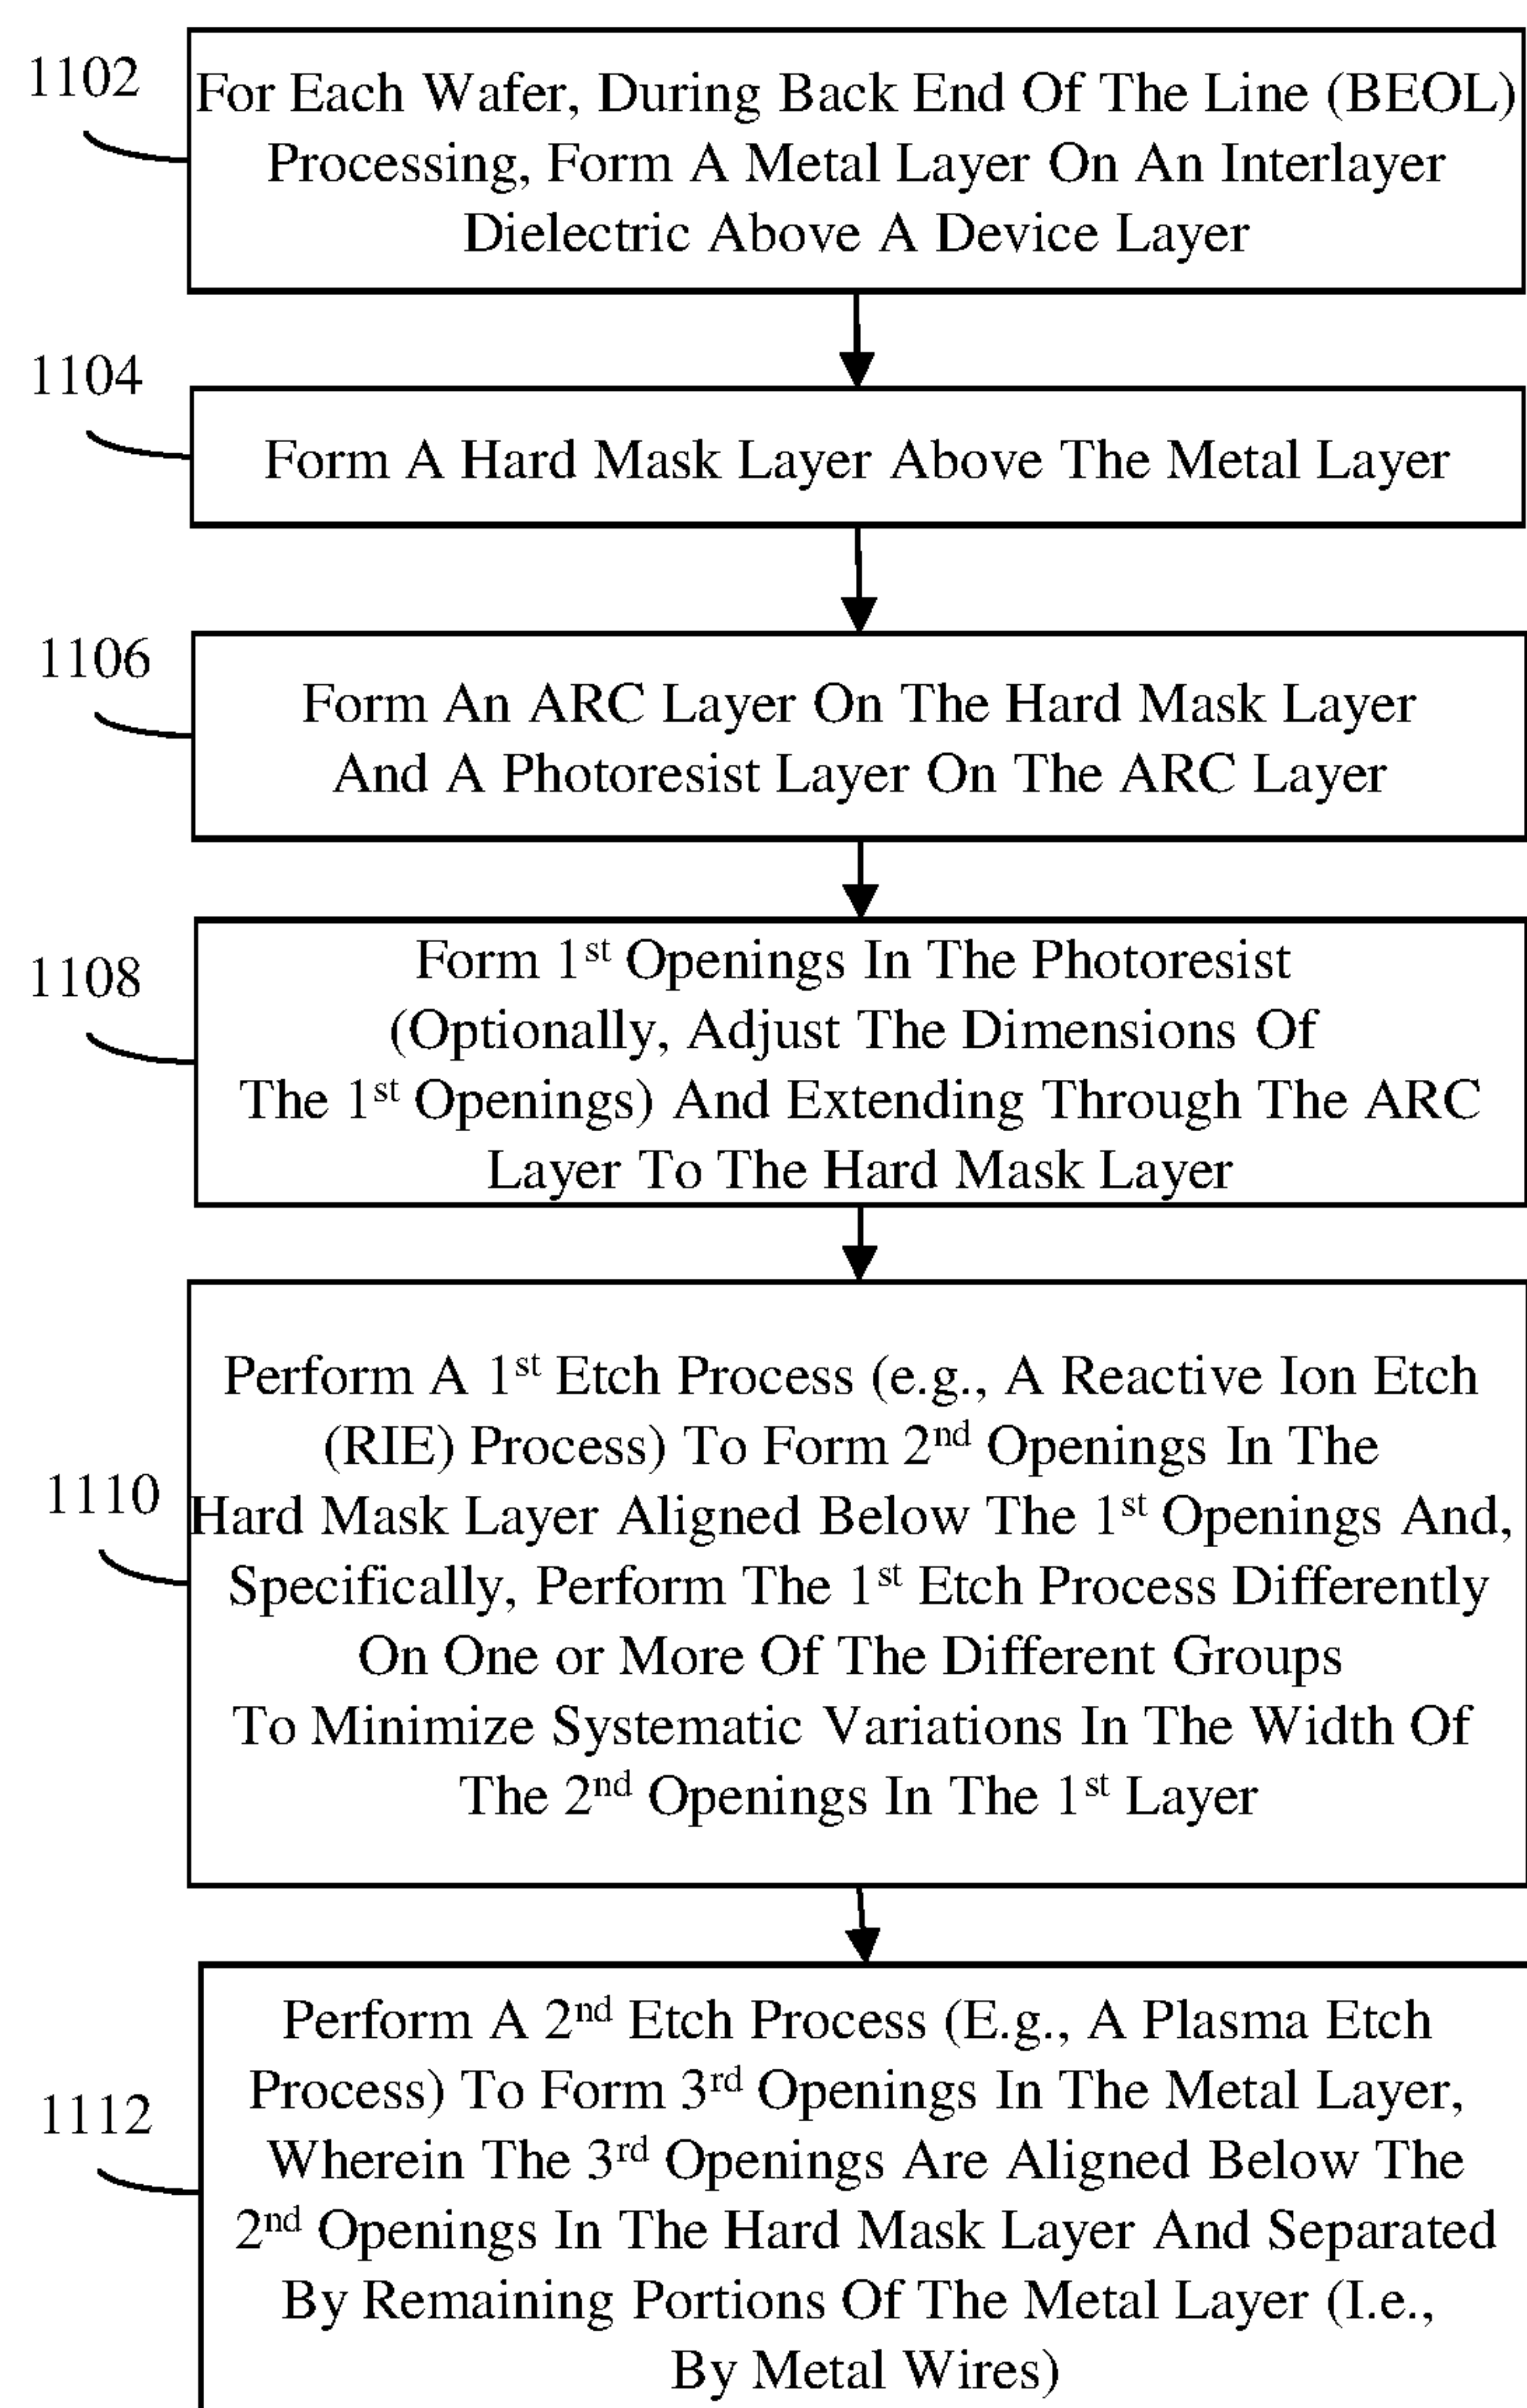 1102
For Each Wafer, During Back End Of The Line (BEOL)
Processing, Form A Metal Layer On An Interlayer
Dielectric Above A Device Layer
1104
Form A Hard Mask Layer Above The Metal Layer
1106
Form An ARC Layer On The Hard Mask Layer
And A Photoresist Layer On The ARC Layer
1108
Form 1st Openings In The Photoresist
(Optionally, Adjust The Dimensions Of
The 1st Openings) And Extending Through The ARC
Layer To The Hard Mask Layer
1110
Perform A 1st Etch Process (e.g., A Reactive Ion Etch
(RIE) Process) To Form 2nd Openings In The
Hard Mask Layer Aligned Below The 1st Openings And,
Specifically, Perform The 1st Etch Process Differently
On One or More Of The Different Groups
To Minimize Systematic Variations In The Width Of
The 2nd Openings In The 1st Layer
1112
Perform A 2nd Etch Process (E.g., A Plasma Etch
Process) To Form 3rd Openings In The Metal Layer,
Wherein The 3rd Openings Are Aligned Below The
2nd Openings In The Hard Mask Layer And Separated
By Remaining Portions Of The Metal Layer (I.e.,
By Metal Wires)